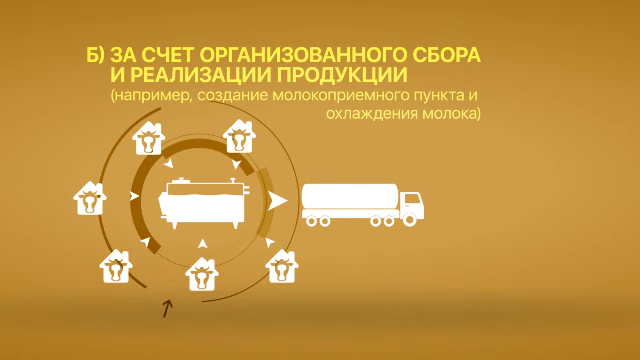 Б) ЗА СЧЕТ ОРГАНИЗОВАННОГО СБОРА
И РЕАЛИЗАЦИИ ПРОДУКЦИИ
(например, создание молокоприемного пункта и
охлаждения молока)